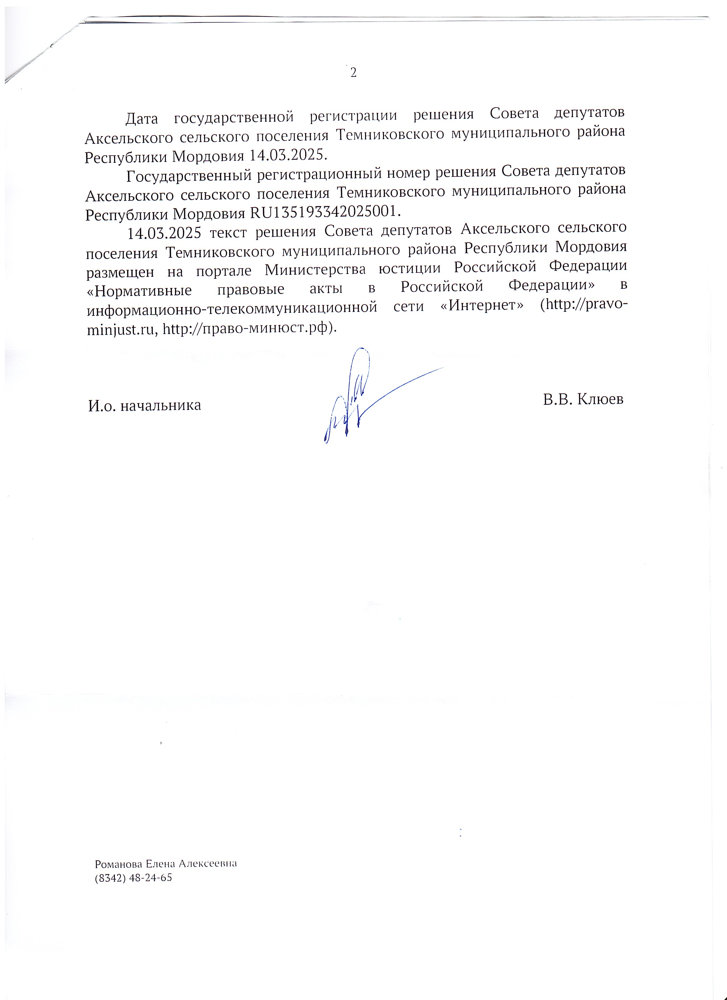 2
Дата государственной регистрации решения Совета депутатов
Аксельского сельского поселения Темниковского муниципального района
Республики Мордовия 14.03.2025.
Государственный регистрационный номер решения Совета депутатов
Аксельского сельского поселения Темниковского муниципального района
Республики Мордовия RU135193342025001.
14.03.2025 текст решения Совета депутатов Аксельского сельского
поселения Темниковского муниципального района Республики Мордовия
размещен на портале Министерства юстиции Российской Федерации
«Нормативные правовые акты в Российской Федерации» в
информационно-телекоммуникационной сети «Интернет» (http://pravo-
minjust.ru, http://право-минюст.рф).
И.о. начальника В.В. Клюев
Романова Елена Алексеевна
(8342) 48-24-65